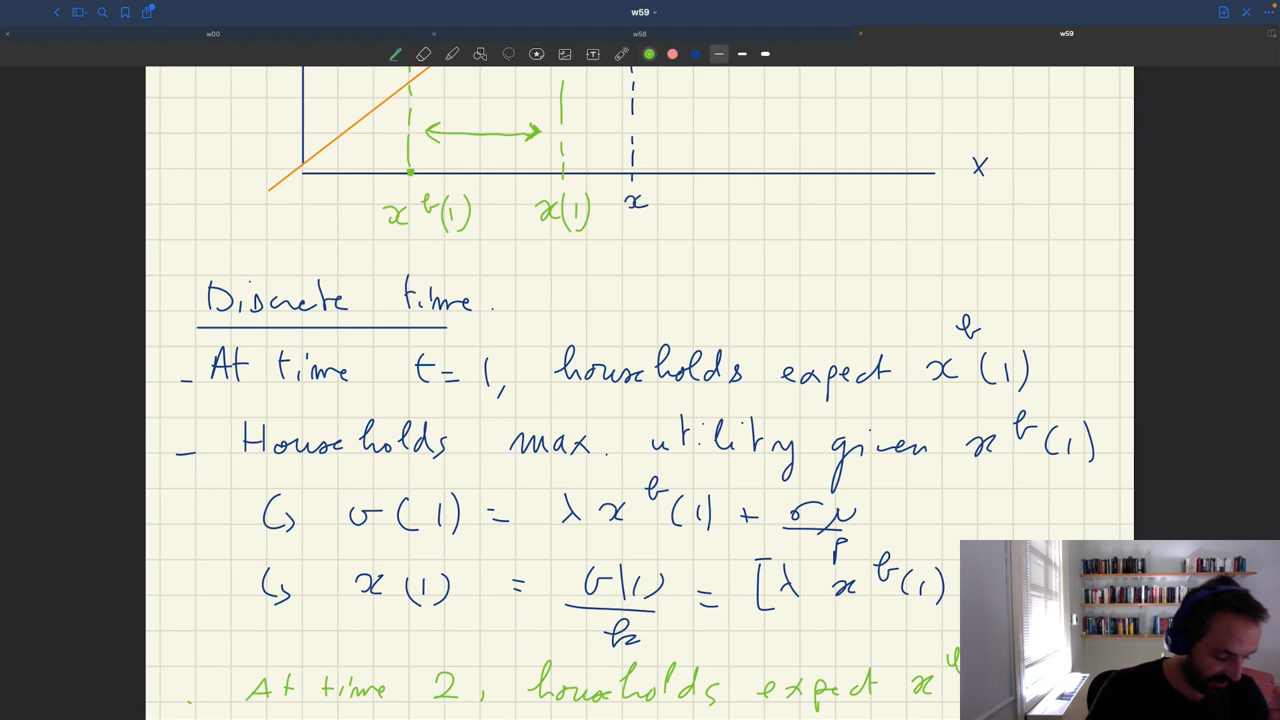 w59
w00
w58
w59
X
x^b(1)
x(1)
x
Discrete time.
- At time t = 1, households expect x^b(1)
- Households max. utility given x^b(1)
↳ v(1) = λ x^b(1) + σμ/p
↳ x(1) = v(1)/k = [λ x^b(1)
. At time 2, households expect x